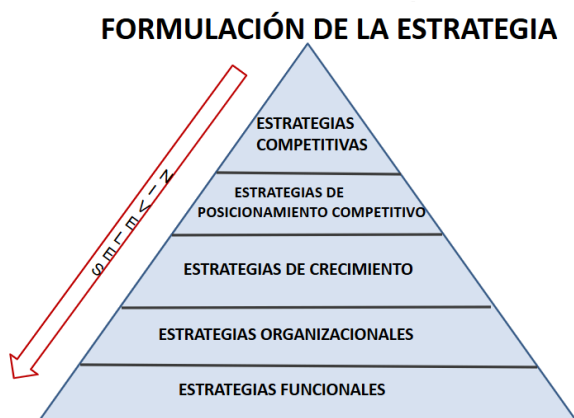 FORMULACIÓN DE LA ESTRATEGIA
ESTRATEGIAS
COMPETITIVAS
NIVELES
ESTRATEGIAS DE
POSICIONAMIENTO COMPETITIVO
ESTRATEGIAS DE CRECIMIENTO
ESTRATEGIAS ORGANIZACIONALES
ESTRATEGIAS FUNCIONALES